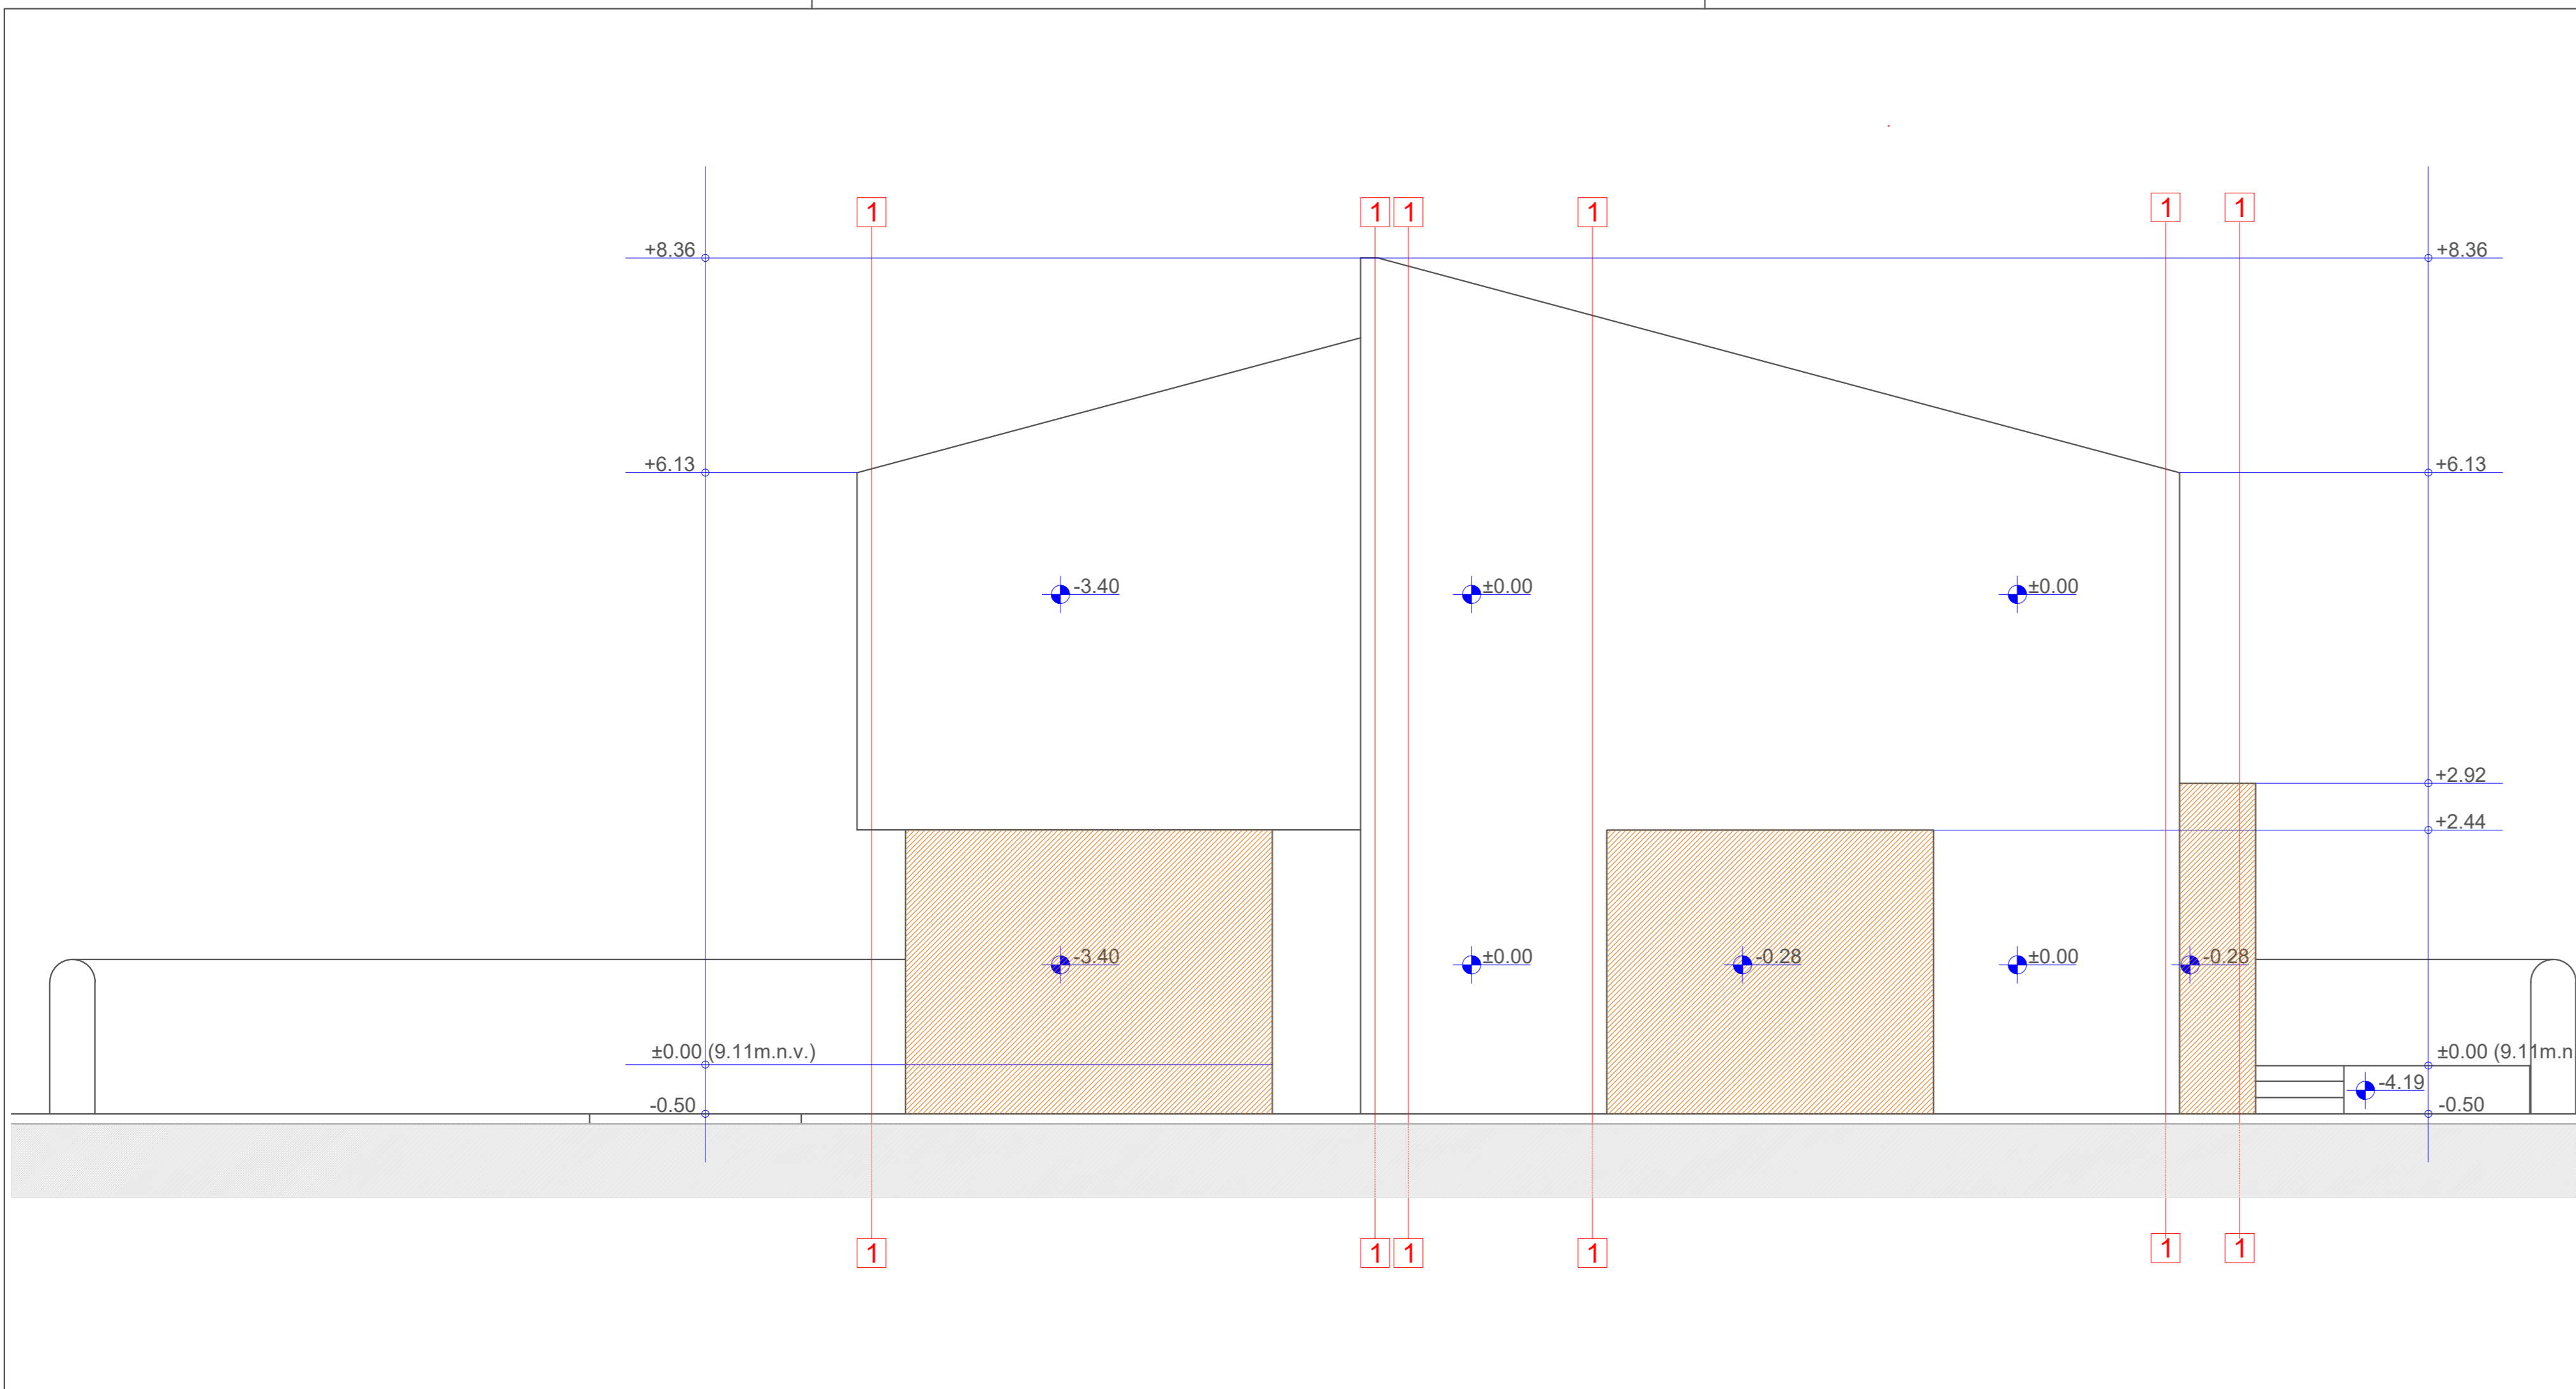 1 1 1 1 1 1
+8.36 +8.36
+6.13 +6.13
-3.40 ±0.00 ±0.00
+2.92
+2.44
-3.40 ±0.00 -0.28 ±0.00 -0.28
±0.00 (9.11m.n.v.) ±0.00 (9.11m.n
-4.19
-0.50 -0.50
1 1 1 1 1 1